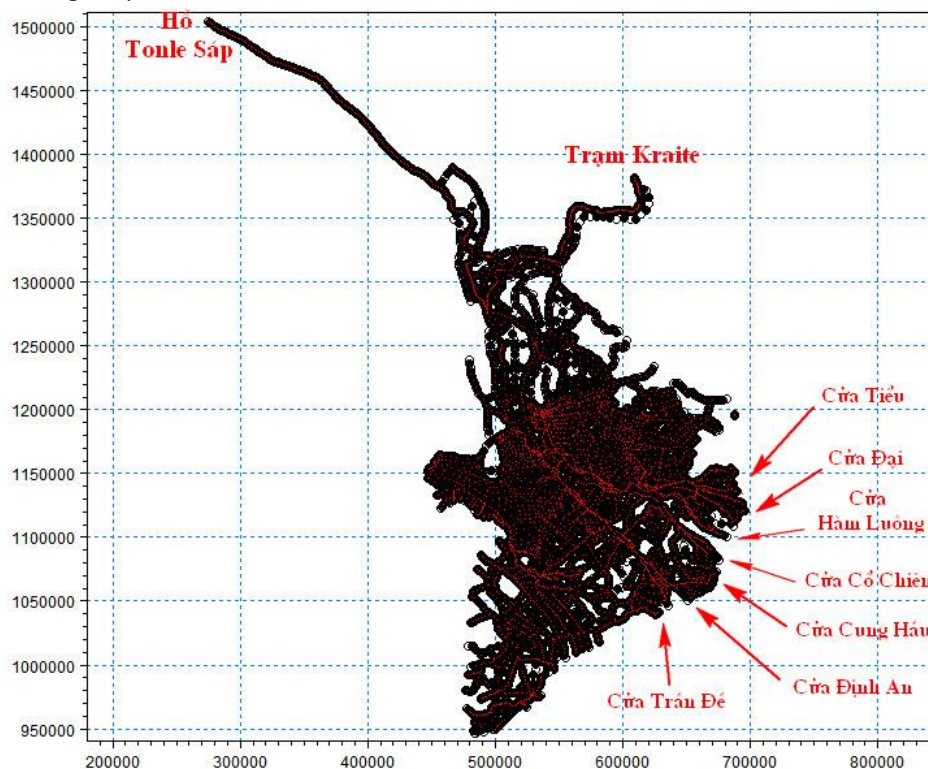 Hồ
Tonle Sáp
Trạm Kraite
Cửa Tiểu
Cửa Đại
Cửa
Hàm Luông
Cửa Cổ Chiên
Cửa Cung Hầu
Cửa Định An
Cửa Trần Đề
1500000
1450000
1400000
1350000
1300000
1250000
1200000
1150000
1100000
1050000
1000000
950000
200000 300000 400000 500000 600000 700000 800000